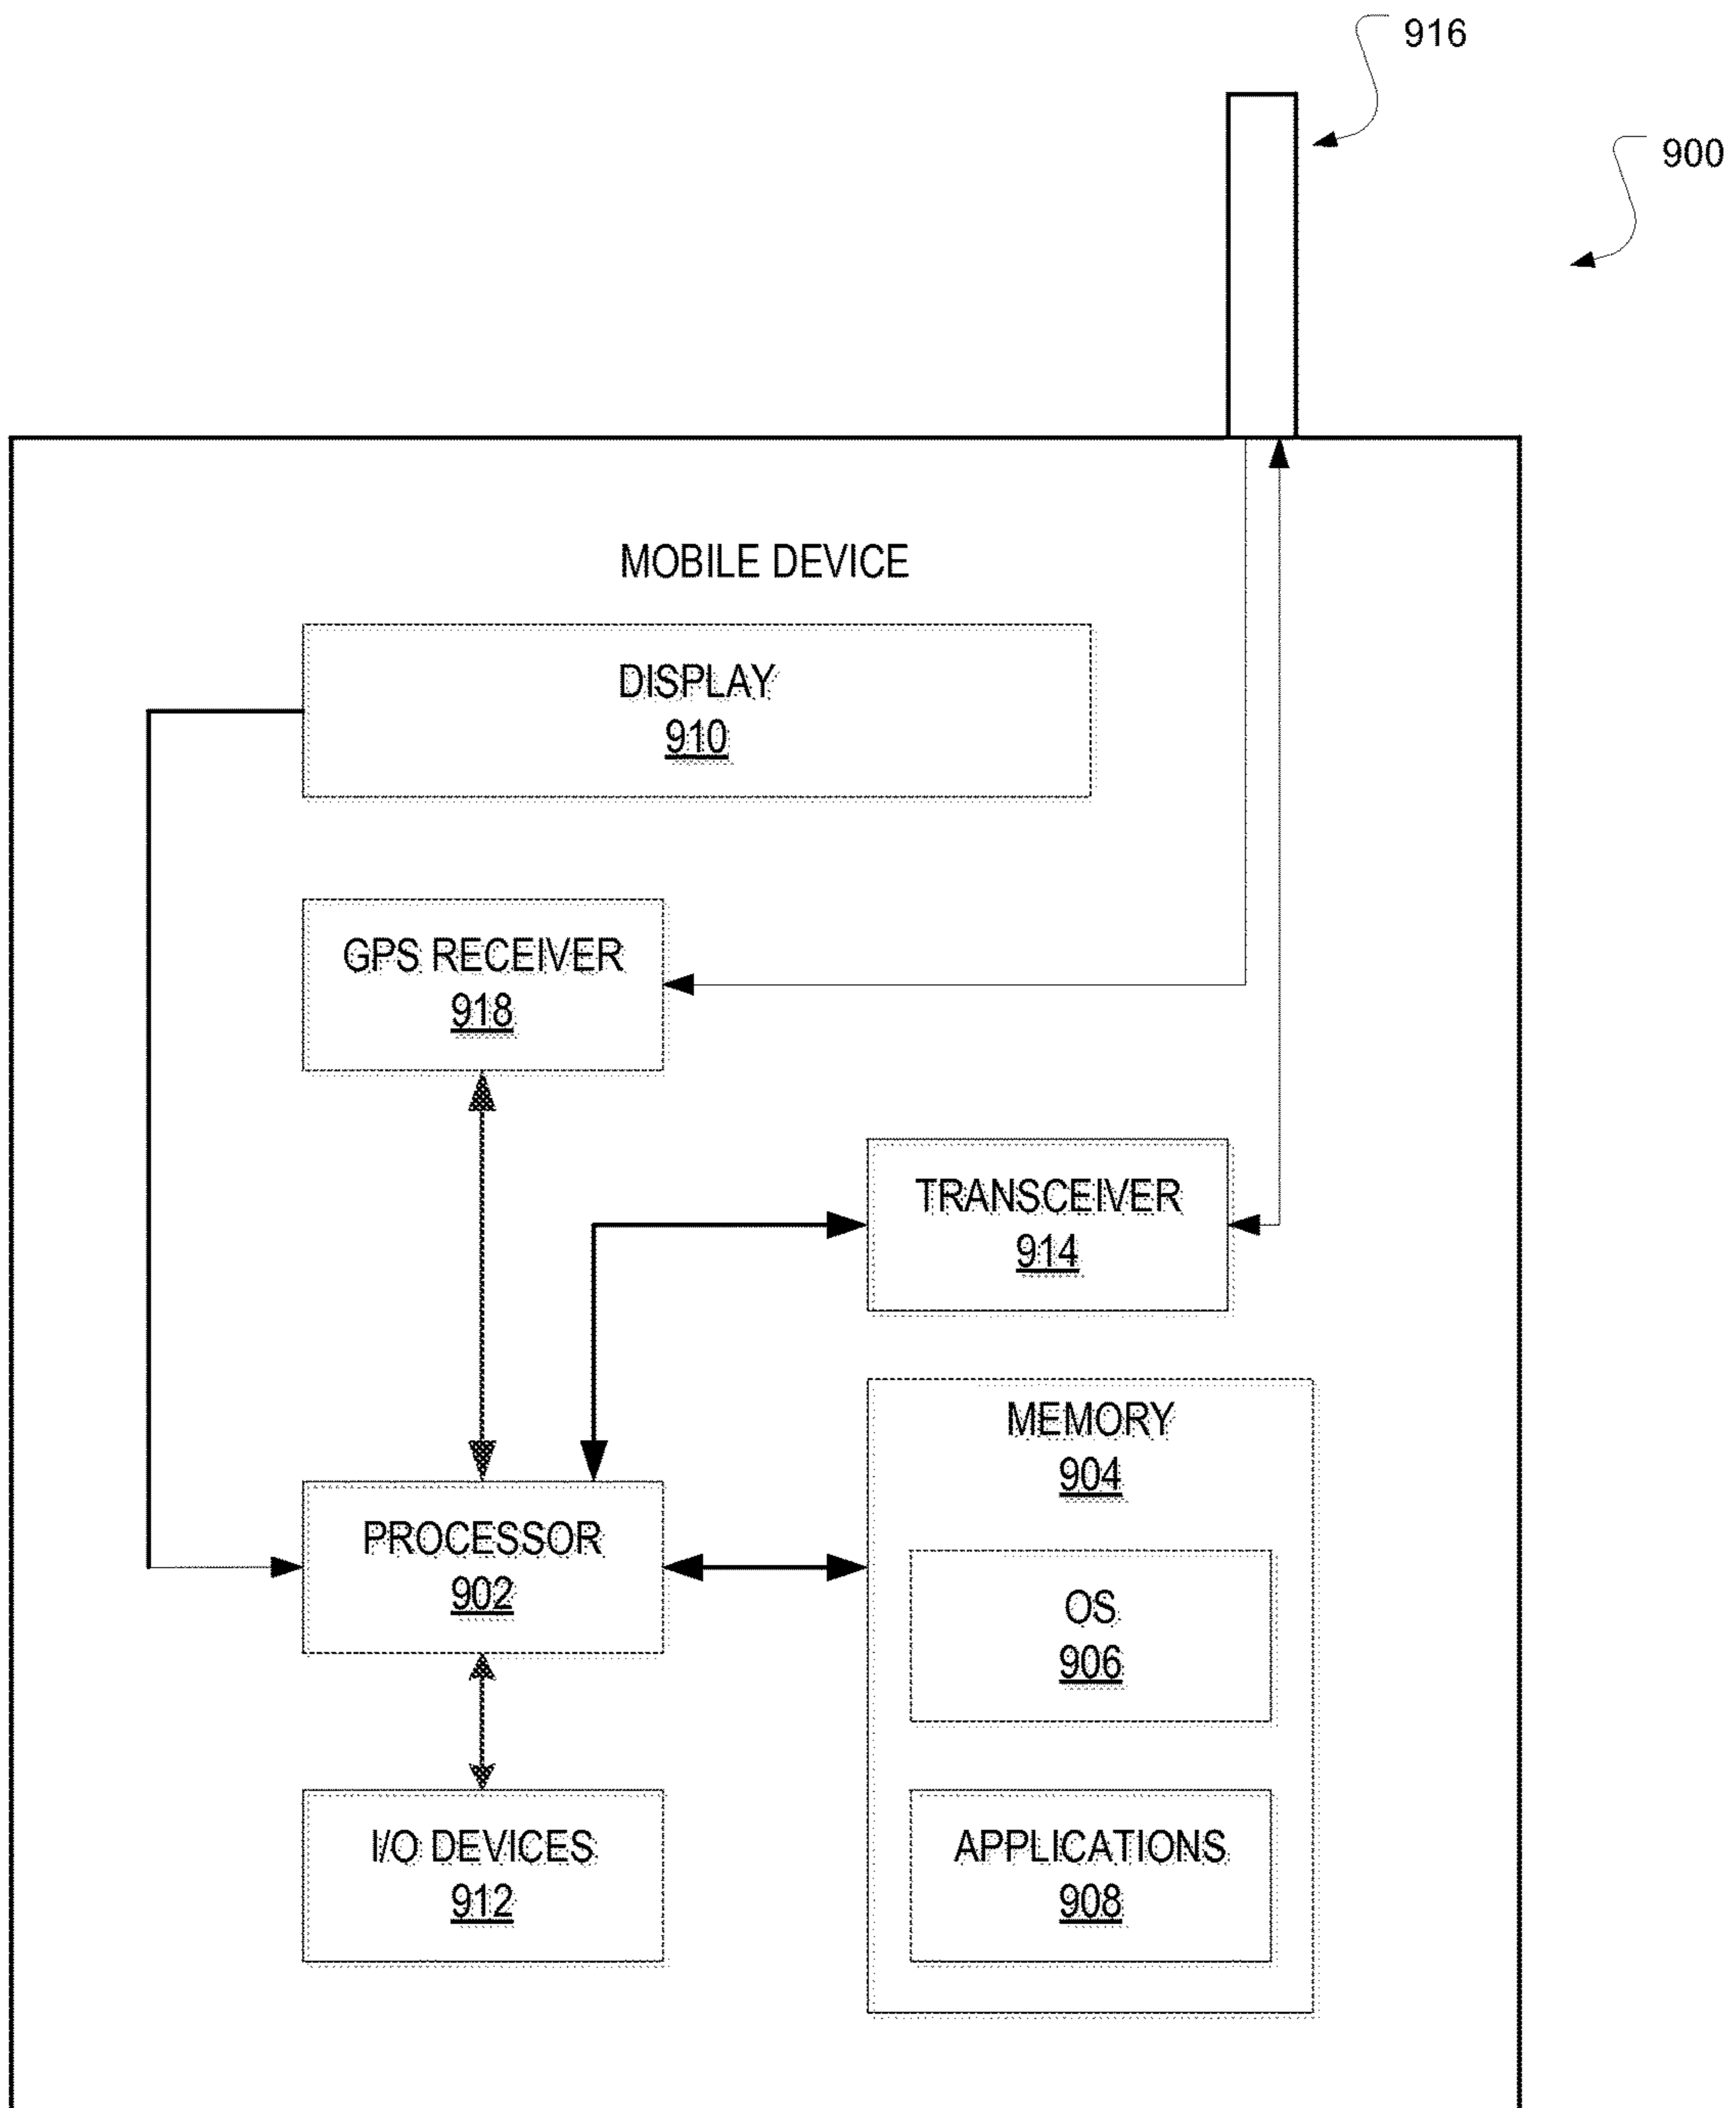 916
900
MOBILE DEVICE
DISPLAY
910
GPS RECEIVER
918
TRANSCEIVER
914
MEMORY
904
PROCESSOR
902
OS
906
I/O DEVICES
912
APPLICATIONS
908